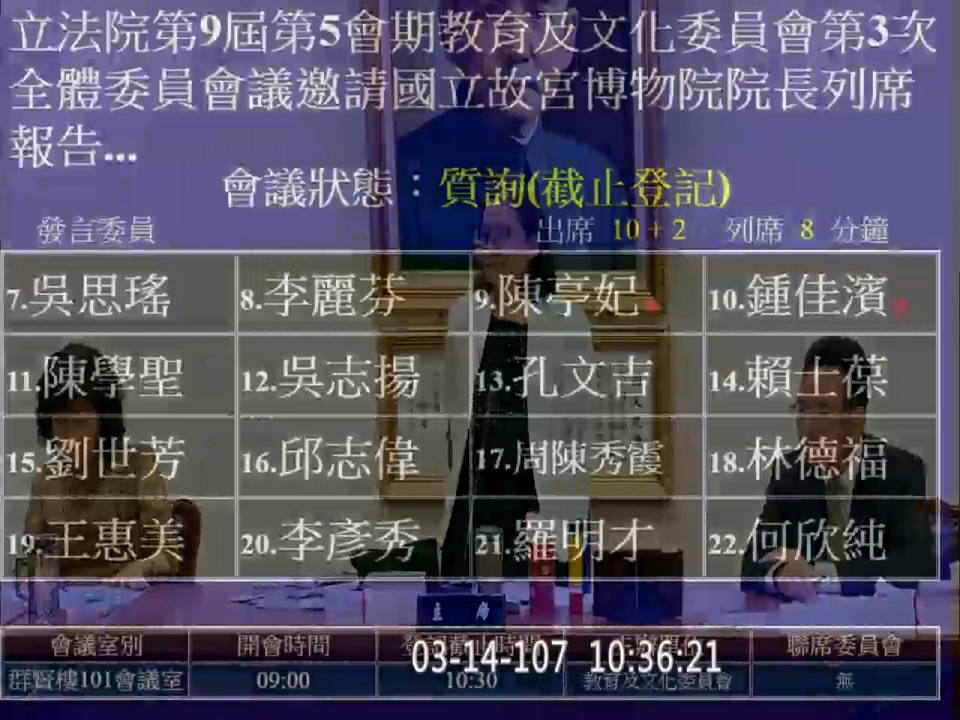 立法院第9屆第5會期教育及文化委員會第3次
全體委員會議邀請國立故宮博物院院長列席
報告...
會議狀態：質詢(截止登記)
發言委員 出席 10 + 2 列席 8 分鐘
7.吳思瑤 8.李麗芬 9.陳亭妃 10.鍾佳濱
11.陳學聖 12.吳志揚 13.孔文吉 14.賴士葆
15.劉世芳 16.邱志偉 17.周陳秀霞 18.林德福
19.王惠美 20.李彥秀 21.羅明才 22.何欣純
主席
會議室別 開會時間 登記截止時間 聯席委員會
03-14-107 10:36:21
群賢樓101會議室 09:00 10:30 教育及文化委員會 無